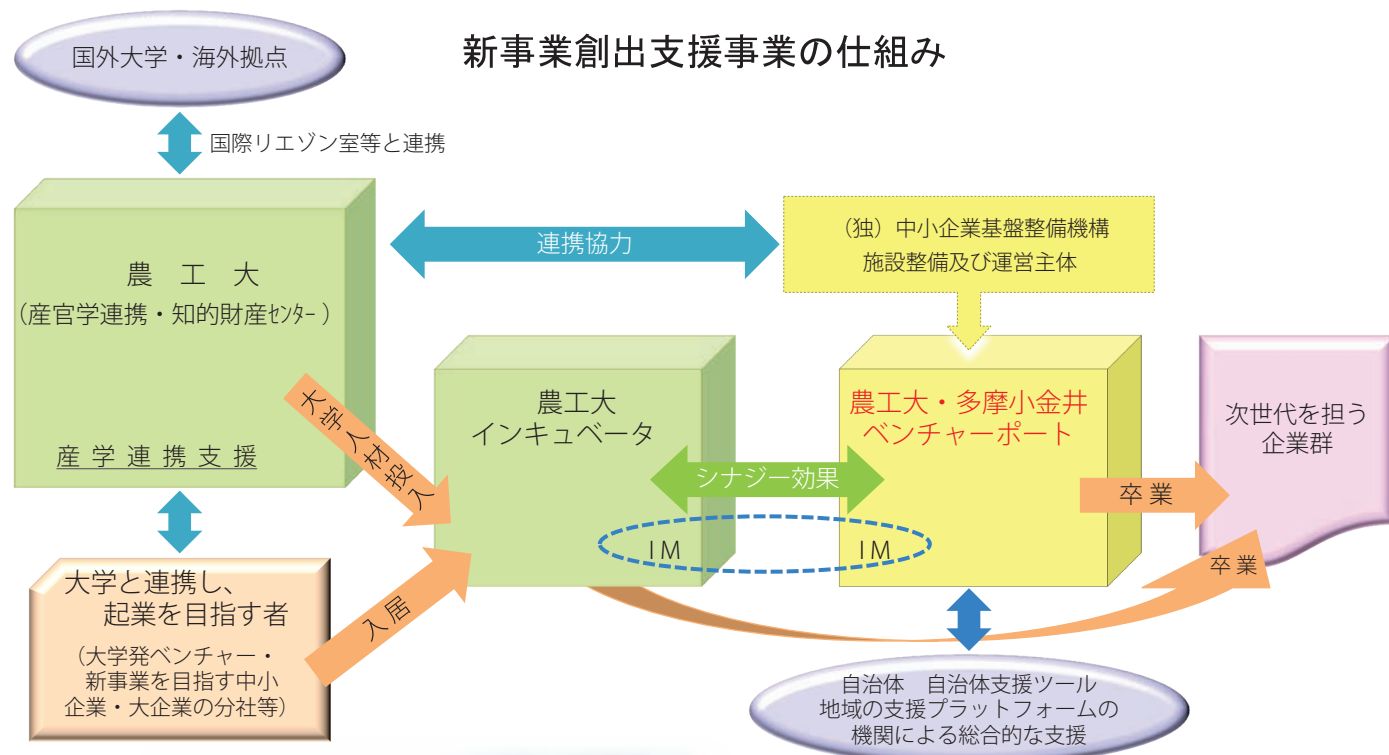 新事業創出支援事業の仕組み
国外大学・海外拠点
国際リエゾン室等と連携
農 工 大
(産官学連携・知的財産ｾﾝﾀｰ)
産 学 連 携 支 援
連携協力
(独)中小企業基盤整備機構
施設整備及び運営主体
大学人材投入
農工大
インキュベータ
シナジー効果
農工大・多摩小金井
ベンチャーポート
IM
IM
次世代を担う
企業群
卒 業
卒 業
大学と連携し、
起業を目指す者
(大学発ベンチャー・
新事業を目指す中小
企業・大企業の分社等)
入居
自治体 自治体支援ツール
地域の支援プラットフォームの
機関による総合的な支援